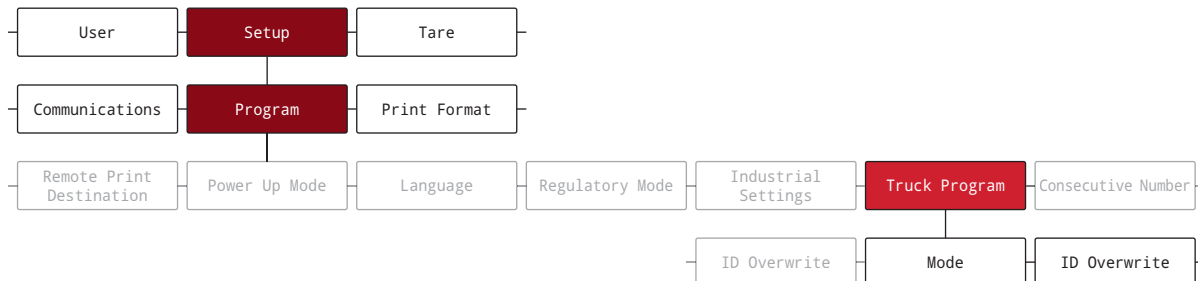 User
Setup
Tare
Communications
Program
Print Format
Remote Print
Destination
Power Up Mode
Language
Regulatory Mode
Industrial
Settings
Truck Program
Consecutive Number
ID Overwrite
Mode
ID Overwrite